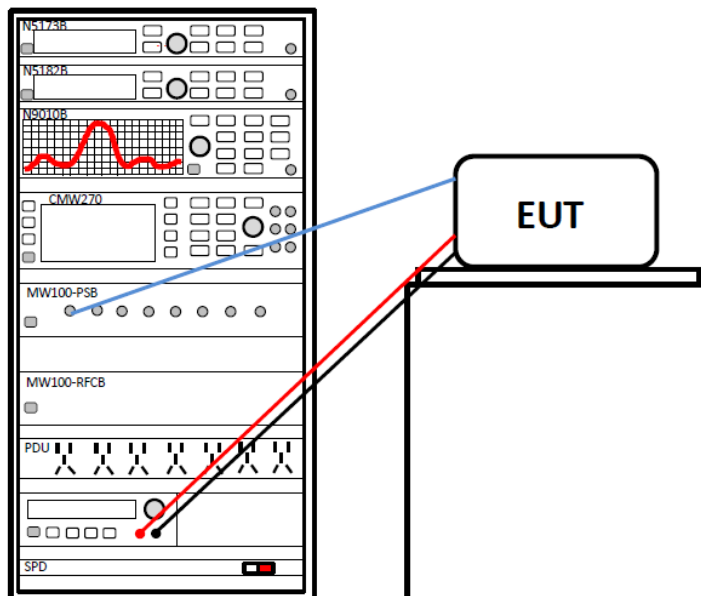 N5173B
N5182B
N9010B
CMW270
EUT
MW100-PSB
MW100-RFCB
PDU
SPD